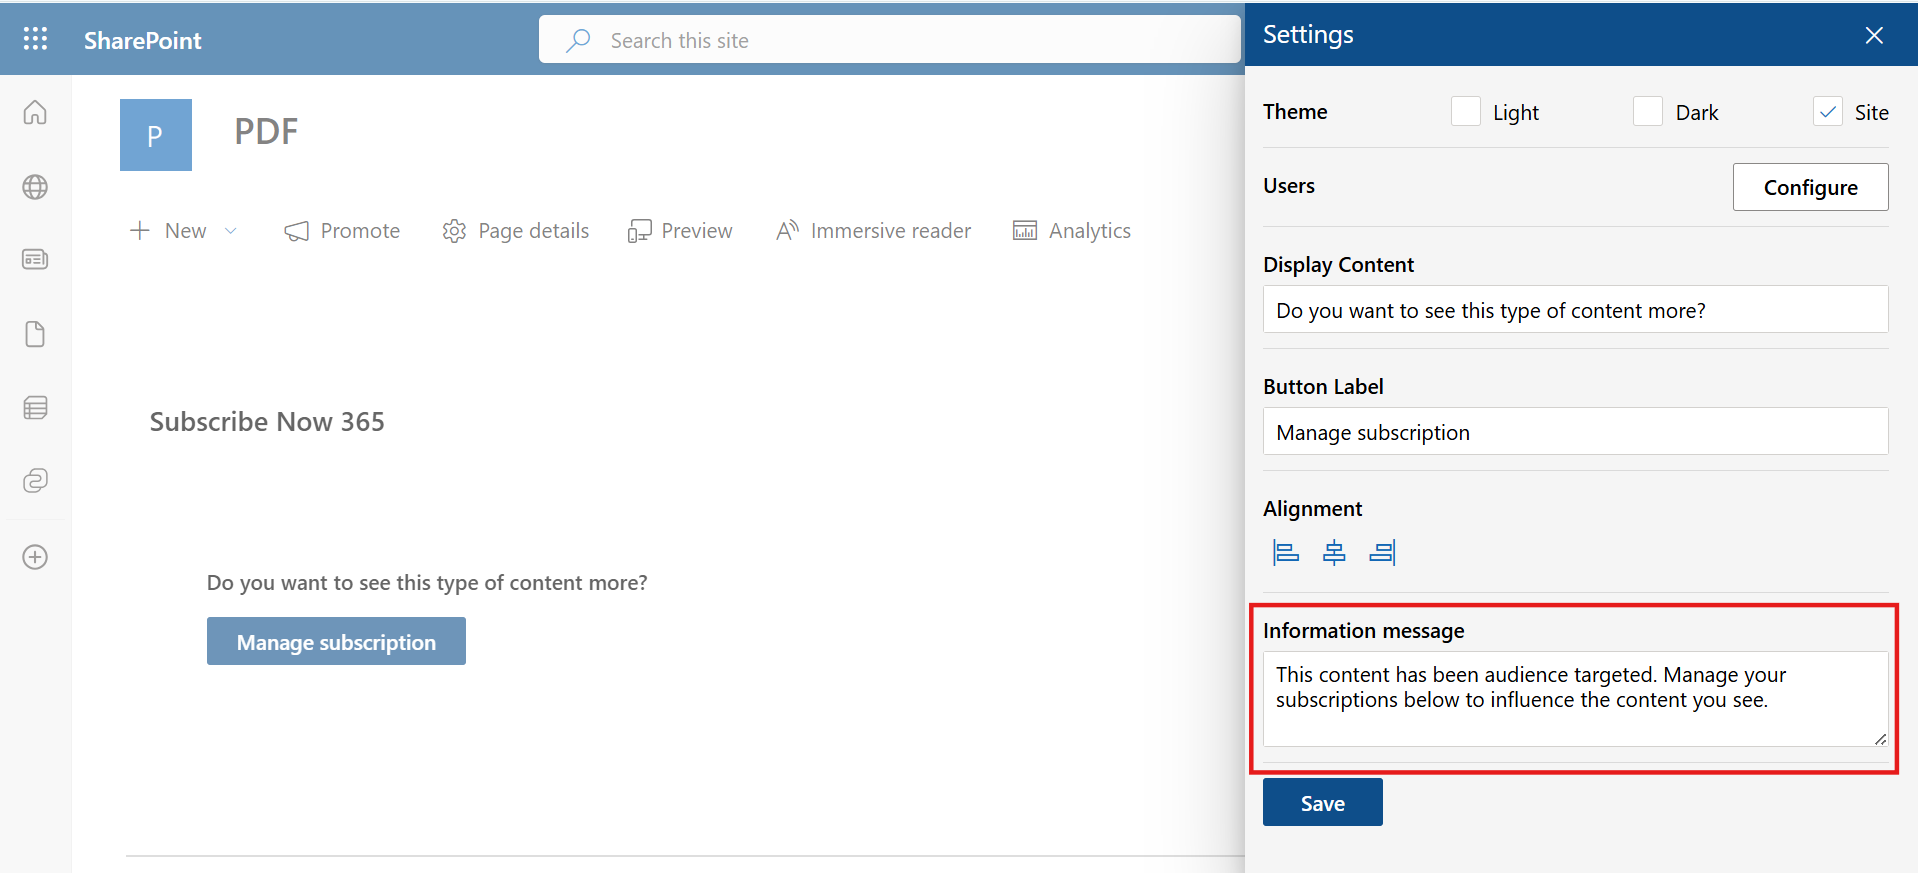 SharePoint
Search this site
P
PDF
New
Promote
Page details
Preview
Immersive reader
Analytics
Subscribe Now 365
Do you want to see this type of content more?
Manage subscription
Settings
Theme
Light
Dark
Site
Users
Configure
Display Content
Do you want to see this type of content more?
Button Label
Manage subscription
Alignment
Information message
This content has been audience targeted. Manage your
subscriptions below to influence the content you see.
Save